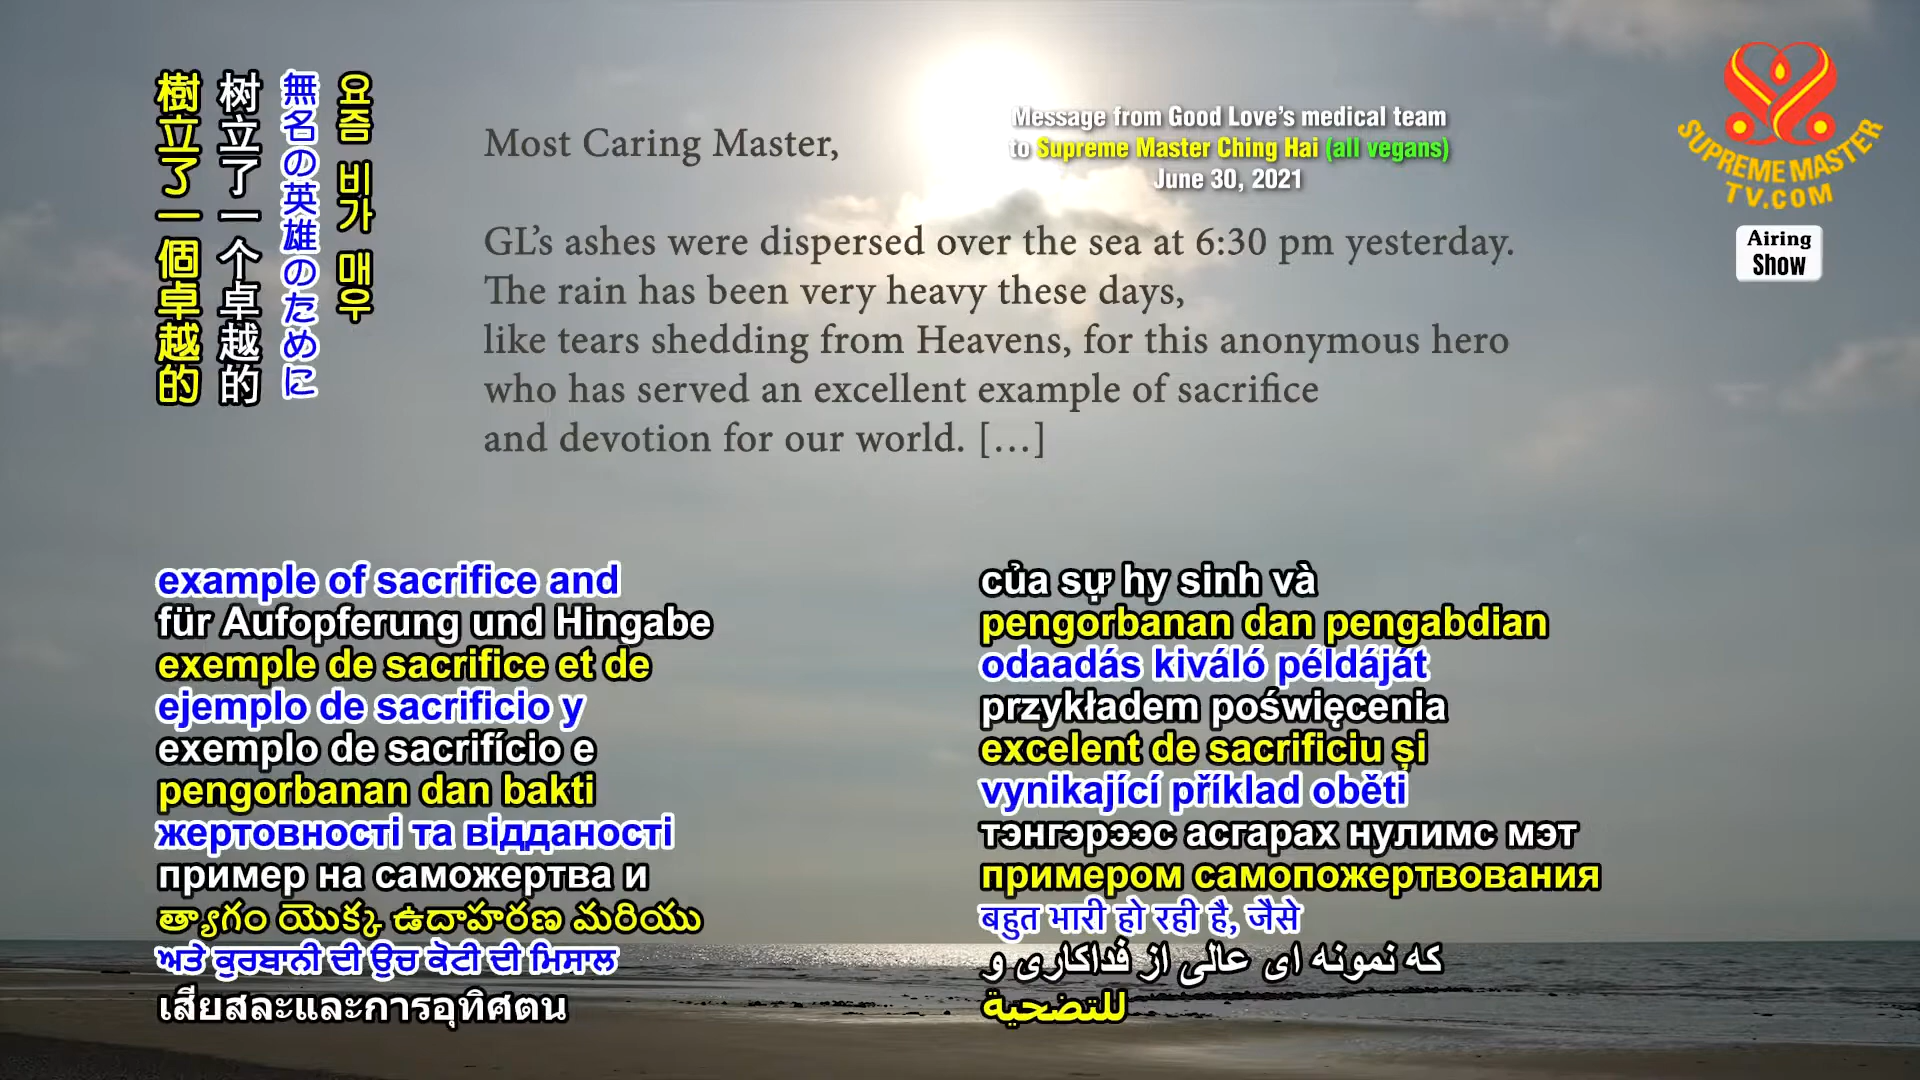 樹立了一個卓越的
树立了一个卓越的
無名の英雄のために
요즘 비가 매우
Most Caring Master,
Message from Good Love's medical team
to Supreme Master Ching Hai (all vegans)
June 30, 2021
SUPREME MASTER
TV.COM
Airing
Show
GL's ashes were dispersed over the sea at 6:30 pm yesterday.
The rain has been very heavy these days,
like tears shedding from Heavens, for this anonymous hero
who has served an excellent example of sacrifice
and devotion for our world. […]
example of sacrifice and
für Aufopferung und Hingabe
exemple de sacrifice et de
ejemplo de sacrificio y
exemplo de sacrifício e
pengorbanan dan bakti
жертовності та відданості
пример на саможертва и
త్యాగం యొక్క ఉదాహరణ మరియు
ਅਤੇ ਕੁਰਬਾਨੀ ਦੀ ਉਚ ਕੋਟੀ ਦੀ ਮਿਸਾਲ
เสียสละและการอุทิศตน
của sự hy sinh và
pengorbanan dan pengabdian
odaadás kiváló példáját
przykładem poświęcenia
excelent de sacrificiu și
vynikající příklad oběti
тэнгэрээс асгарах нулимс мэт
примером самопожертвования
बहुत भारी हो रही है, जैसे
که نمونه ای عالی از فداکاری و
للتضحية